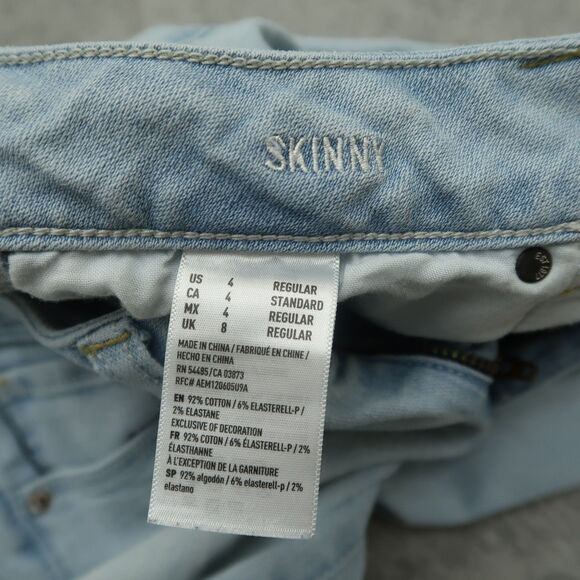 SKINNY
US 4 REGULAR
CA 4 STANDARD
MX 4 REGULAR
UK 8 REGULAR
MADE IN CHINA / FABRIQUÉ EN CHINE /
HECHO EN CHINA
RN 54485/CA 03873
RFC# AEM120605U9A
EN 92% COTTON / 6% ELASTERELL-P /
2% ELASTANE
EXCLUSIVE OF DECORATION
FR 92% COTON / 6% ÉLASTERELL-P / 2%
ÉLASTHANNE
À L'EXCEPTION DE LA GARNITURE
SP 92% algodón / 6% elasterell-p / 2%
elastano